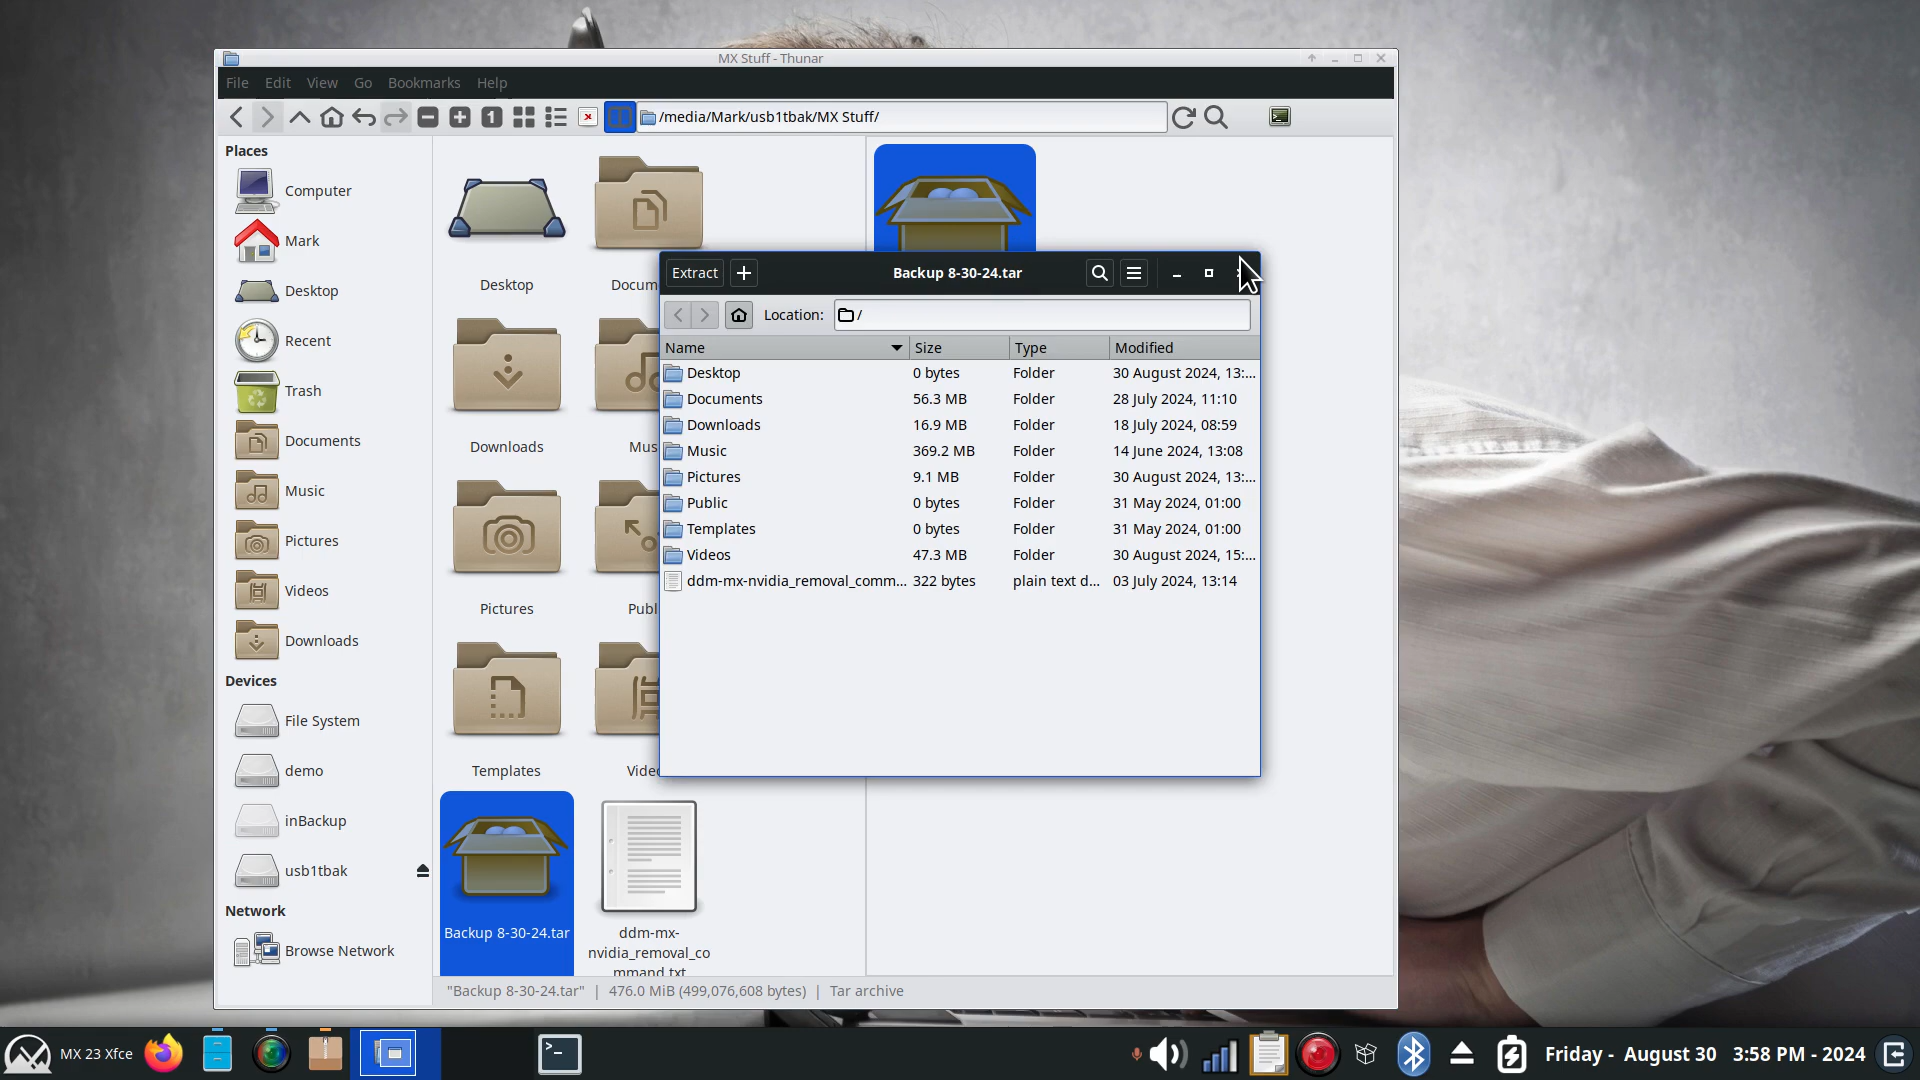 MX Stuff - Thunar
File Edit View Go Bookmarks Help
1 /media/Mark/usb1tbak/MX Stuff/
Places
Computer
Mark
Desktop
Recent
Trash
Documents
Music
Pictures
Videos
Downloads
Devices
File System
demo
inBackup
usb1tbak
Network
Browse Network
Desktop
Docum
Downloads
Mus
Pictures
Publ
Templates
Vide
Backup 8-30-24.tar
ddm-mx-
nvidia_removal_co
mmand.txt
Extract Backup 8-30-24.tar
Location: /
Name Size Type Modified
Desktop 0 bytes Folder 30 August 2024, 13:...
Documents 56.3 MB Folder 28 July 2024, 11:10
Downloads 16.9 MB Folder 18 July 2024, 08:59
Music 369.2 MB Folder 14 June 2024, 13:08
Pictures 9.1 MB Folder 30 August 2024, 13:...
Public 0 bytes Folder 31 May 2024, 01:00
Templates 0 bytes Folder 31 May 2024, 01:00
Videos 47.3 MB Folder 30 August 2024, 15:...
ddm-mx-nvidia_removal_comm... 322 bytes plain text d... 03 July 2024, 13:14
"Backup 8-30-24.tar" | 476.0 MiB (499,076,608 bytes) | Tar archive
MX 23 Xfce
Friday - August 30 3:58 PM - 2024